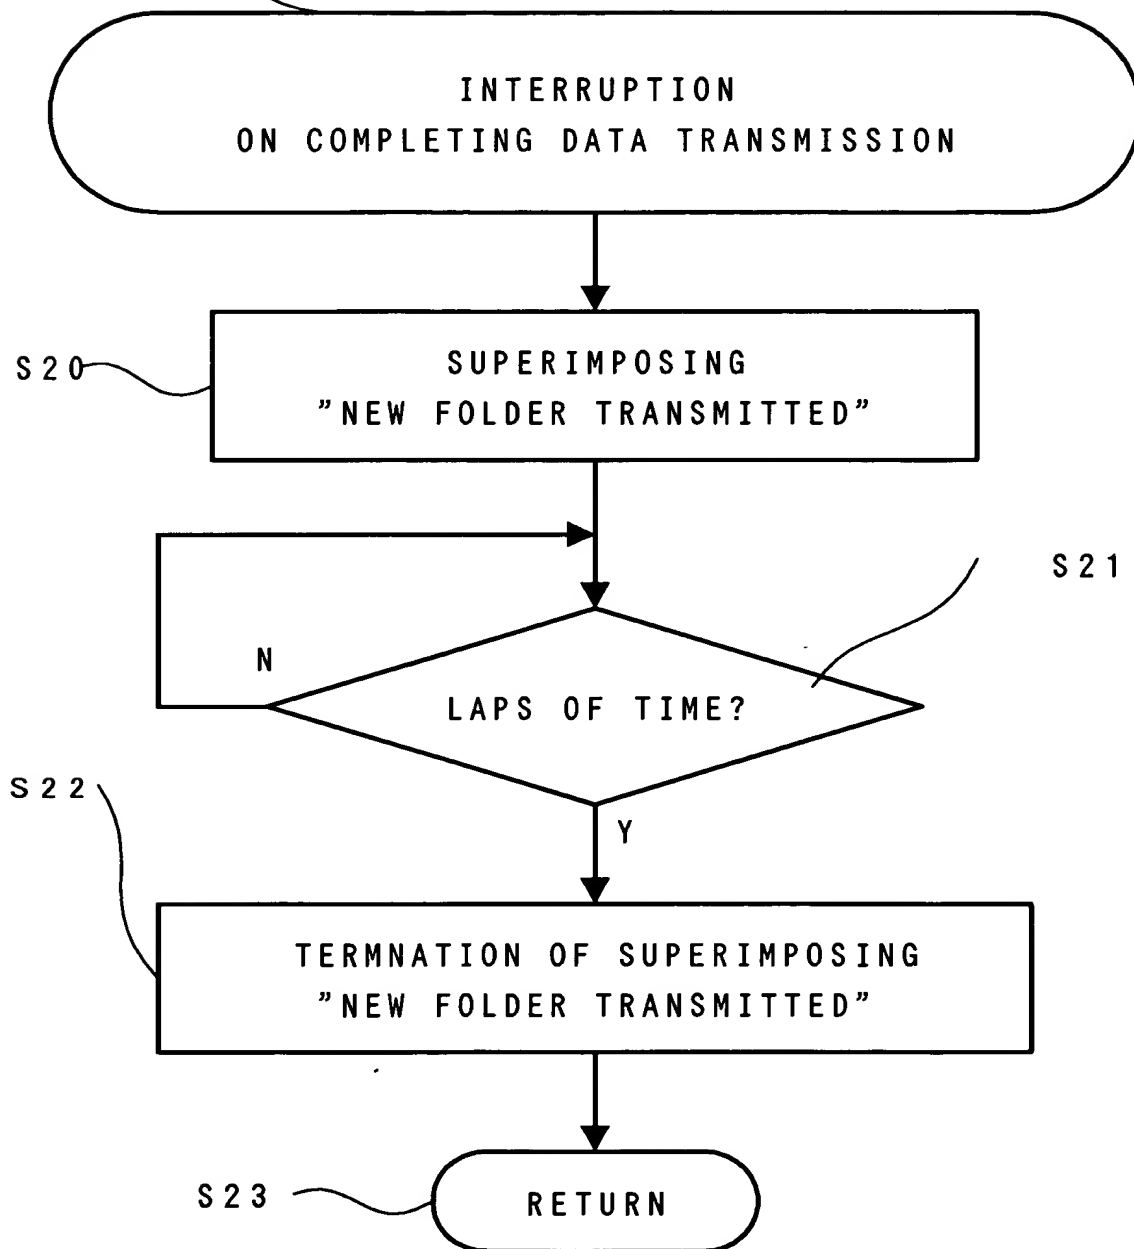 INTERRUPTION
ON COMPLETING DATA TRANSMISSION
S20
SUPERIMPOSING
”NEW FOLDER TRANSMITTED”
S21
N
LAPS OF TIME?
S22
Y
TERMNATION OF SUPERIMPOSING
”NEW FOLDER TRANSMITTED”
S23
RETURN